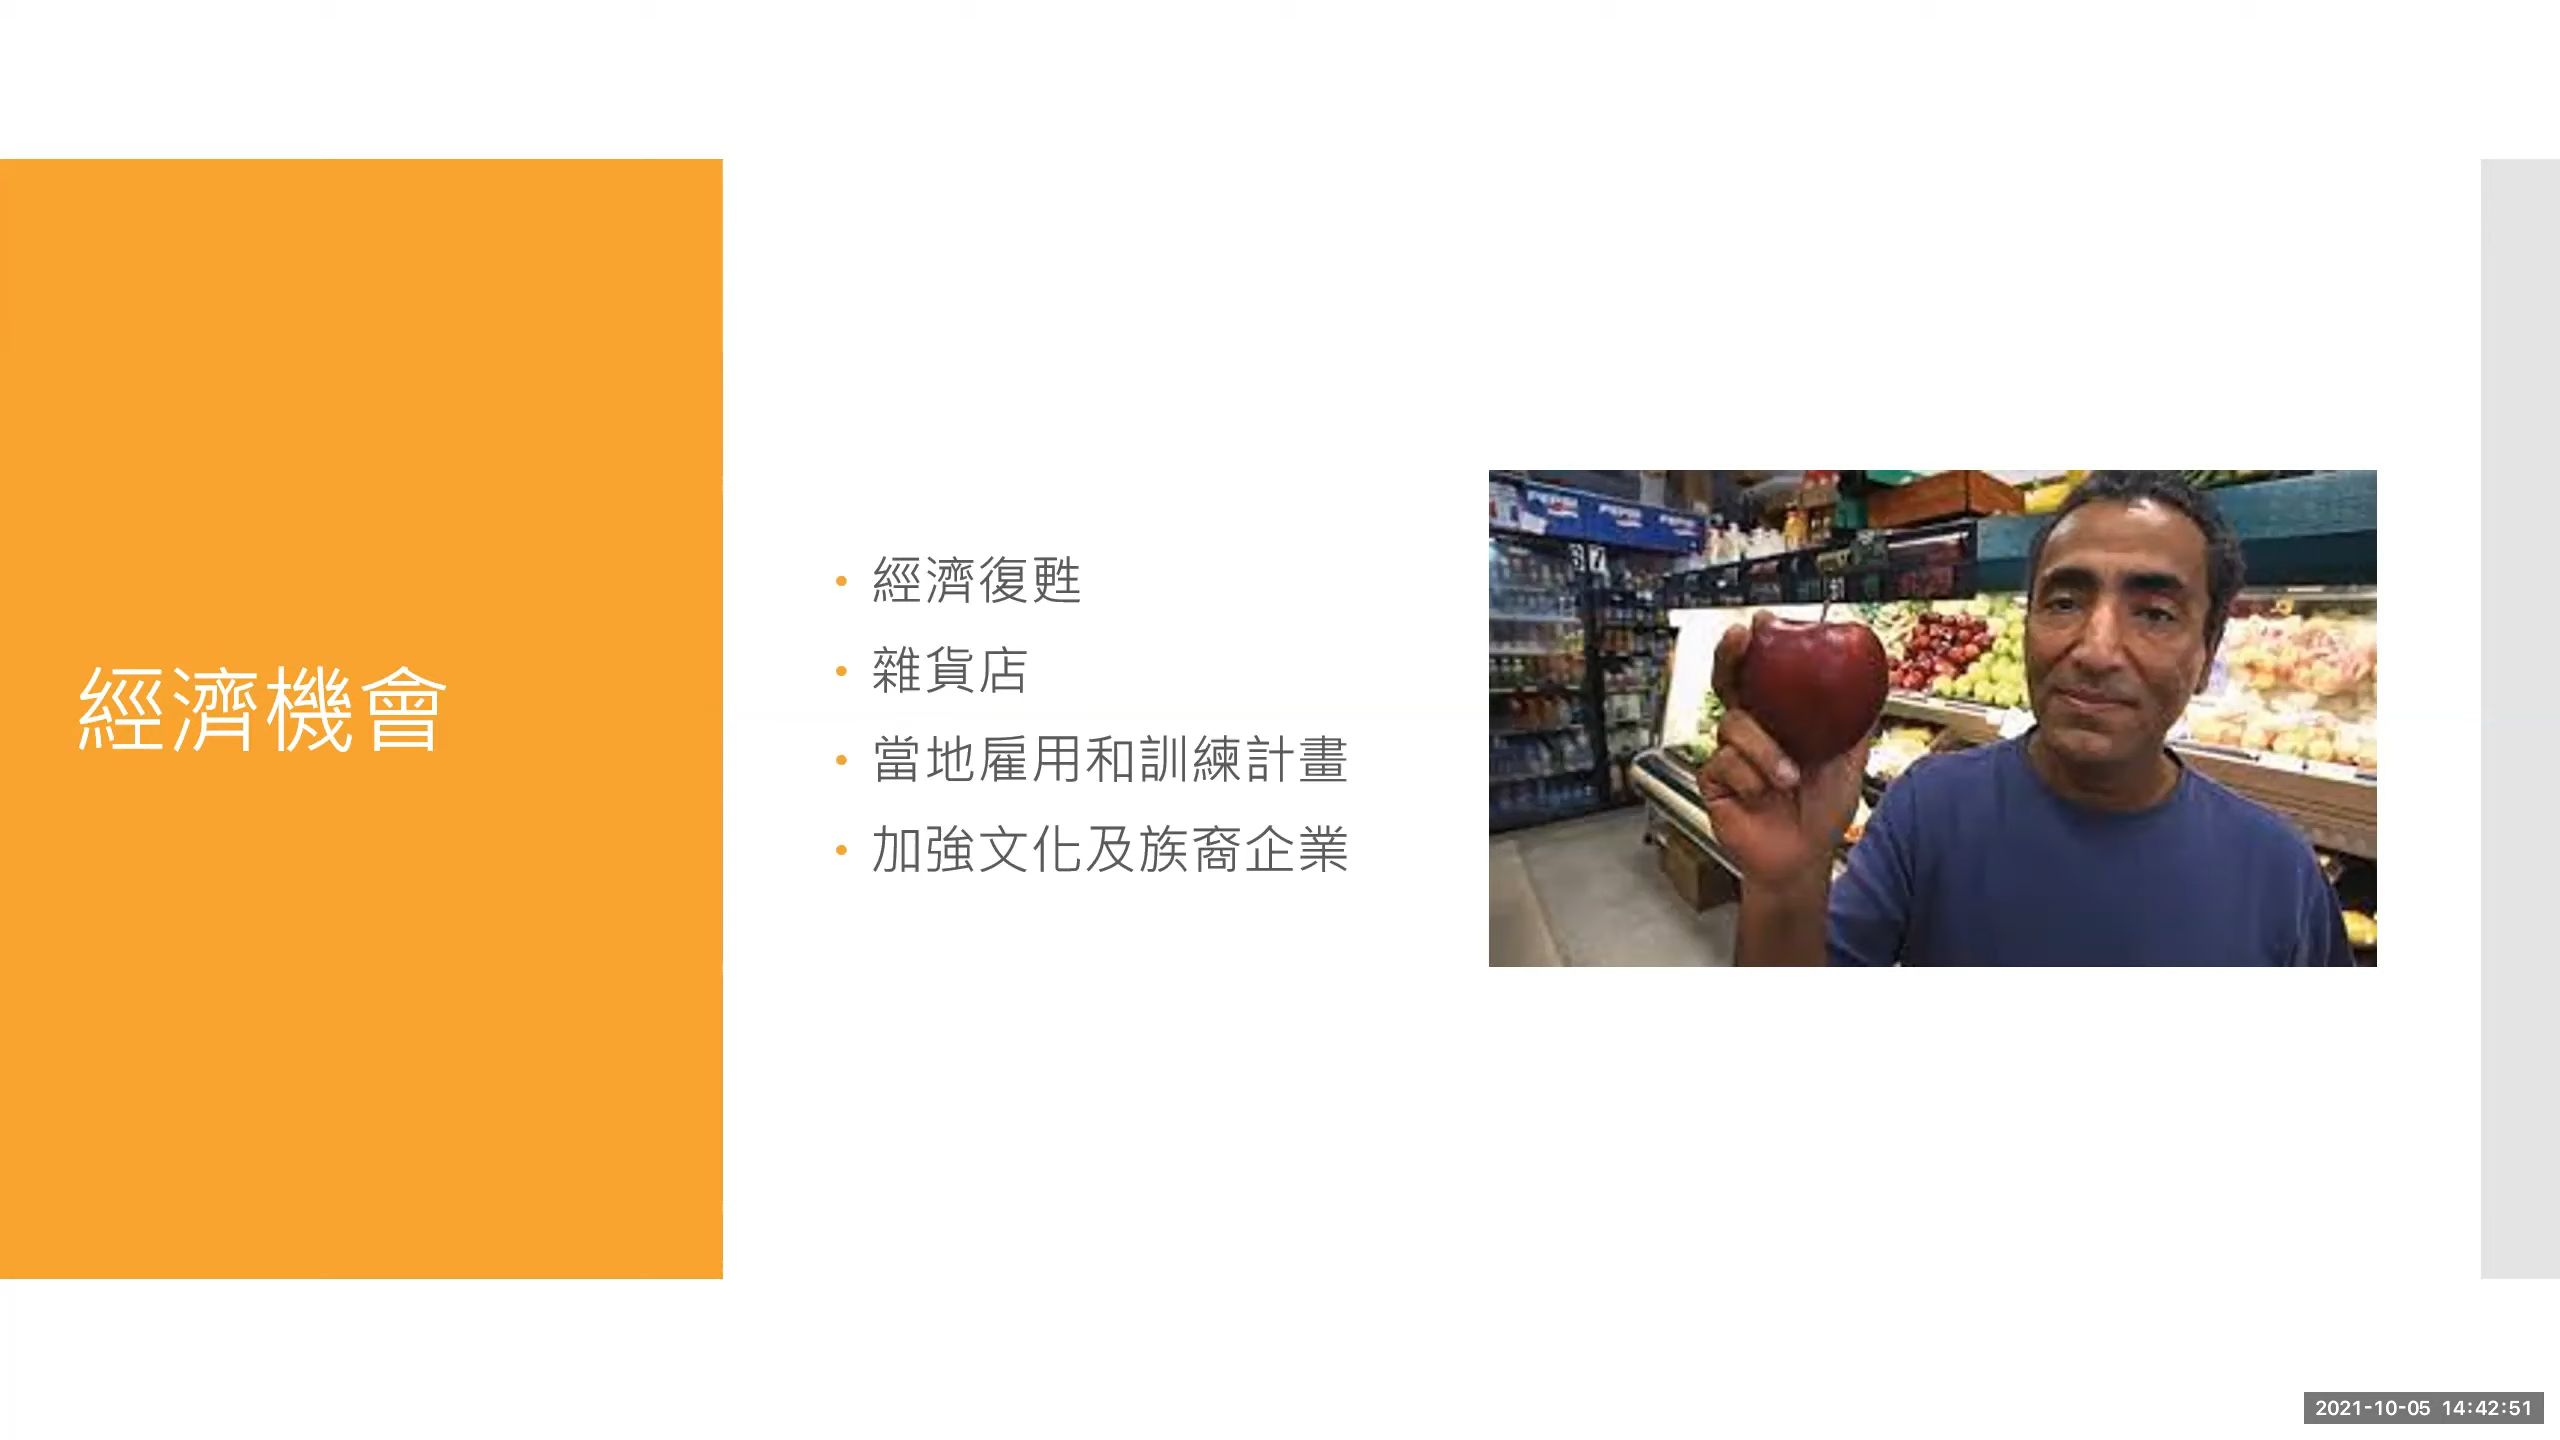 經濟機會
• 經濟復甦
• 雜貨店
• 當地雇用和訓練計畫
• 加強文化及族裔企業
PEPSI
2021-10-05 14:42:51